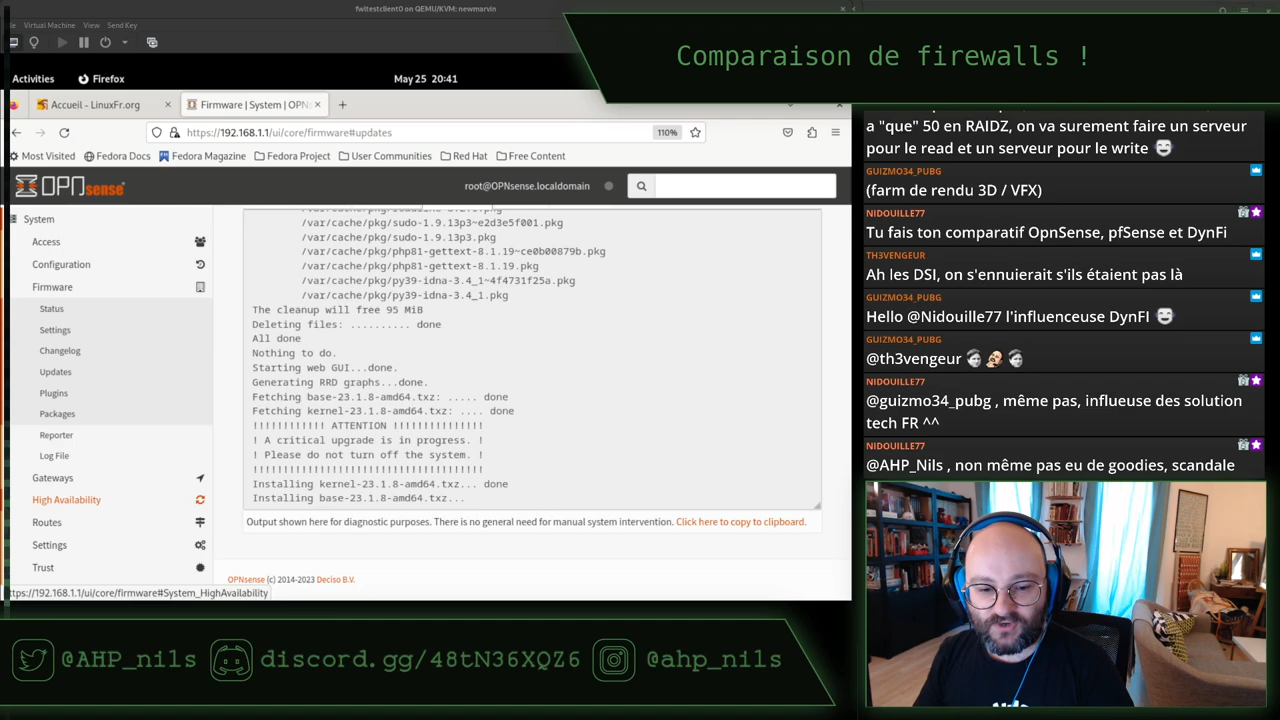 fwltestclient0 on QEMU/KVM: newmarvin
Virtual Machine View Send Key
Comparaison de firewalls !
Activities Firefox May 25 20:41
Accueil - LinuxFr.org
Firmware | System | OPN
https://192.168.1.1/ui/core/firmware#updates 110%
Most Visited Fedora Docs Fedora Magazine Fedora Project User Communities Red Hat Free Content
OPNsense root@OPNsense.localdomain
System
Access
Configuration
Firmware
Status
Settings
Changelog
Updates
Plugins
Packages
Reporter
Log File
Gateways
High Availability
Routes
Settings
Trust
/var/cache/pkg/sudo-1.9.13p3~e2d3e5f001.pkg
/var/cache/pkg/sudo-1.9.13p3.pkg
/var/cache/pkg/php81-gettext-8.1.19~ce0b00879b.pkg
/var/cache/pkg/php81-gettext-8.1.19.pkg
/var/cache/pkg/py39-idna-3.4_1~4f4731f25a.pkg
/var/cache/pkg/py39-idna-3.4_1.pkg
The cleanup will free 95 MiB
Deleting files: .......... done
All done
Nothing to do.
Starting web GUI...done.
Generating RRD graphs...done.
Fetching base-23.1.8-amd64.txz: ..... done
Fetching kernel-23.1.8-amd64.txz: .... done
!!!!!!!!!!!! ATTENTION !!!!!!!!!!!!!!!
! A critical upgrade is in progress. !
! Please do not turn off the system. !
!!!!!!!!!!!!!!!!!!!!!!!!!!!!!!!!!!!!!!
Installing kernel-23.1.8-amd64.txz... done
Installing base-23.1.8-amd64.txz...
Output shown here for diagnostic purposes. There is no general need for manual system intervention. Click here to copy to clipboard.
OPNsense (c) 2014-2023 Deciso B.V.
ttps://192.168.1.1/ui/core/firmware#System_HighAvailability
a "que" 50 en RAIDZ, on va surement faire un serveur
pour le read et un serveur pour le write
GUIZMO34_PUBG
(farm de rendu 3D / VFX)
NIDOUILLE77
Tu fais ton comparatif OpnSense, pfSense et DynFi
TH3VENGEUR
Ah les DSI, on s'ennuierait s'ils étaient pas là
GUIZMO34_PUBG
Hello @Nidouille77 l'influenceuse DynFI
GUIZMO34_PUBG
@th3vengeur
NIDOUILLE77
@guizmo34_pubg , même pas, influeuse des solution
tech FR ^^
NIDOUILLE77
@AHP_Nils , non même pas eu de goodies, scandale
@AHP_nils discord.gg/48tN36XQZ6 @ahp_nils